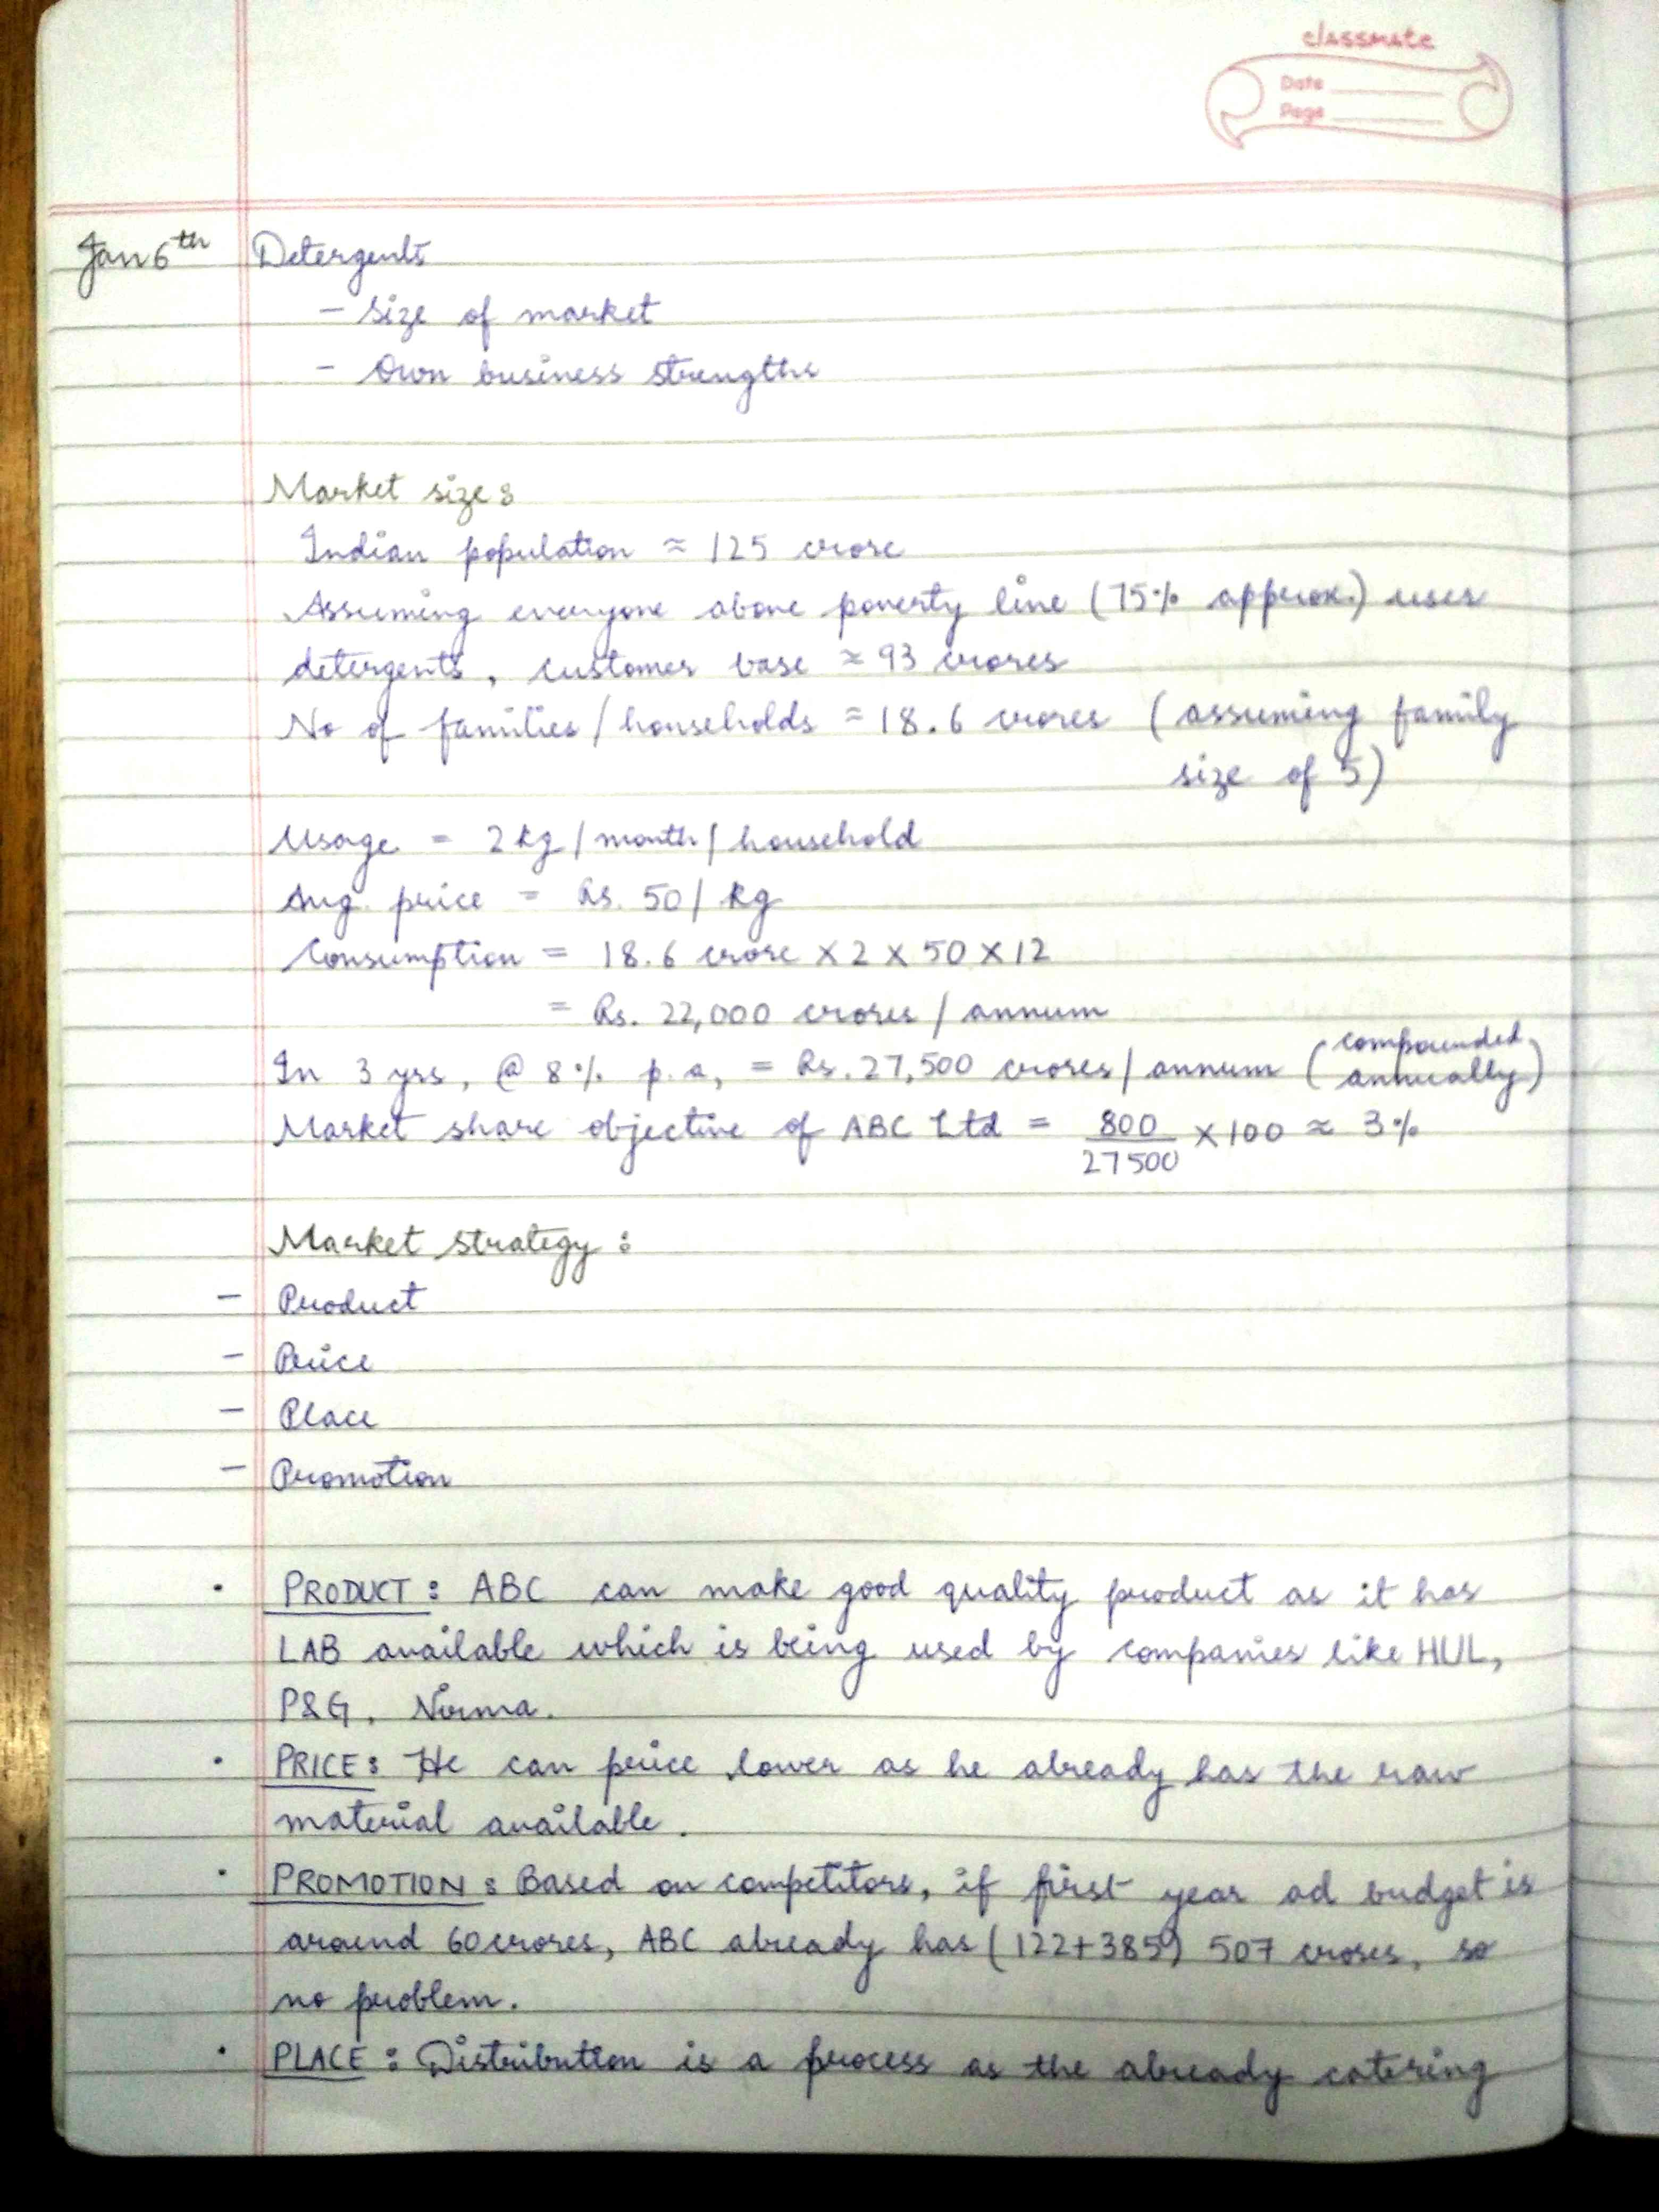 classmate
Date
Page
Jan 6th Detergents
- Size of market
- Own business strengths
Market size:
Indian population ≈ 125 crore
Assuming everyone above poverty line (75% approx.) uses
detergents, customer base ≈ 93 crores
No of families/households = 18.6 crores (assuming family
size of 5)
Usage = 2 kg/month/household
Avg. price = Rs. 50/kg
Consumption = 18.6 crore × 2 × 50 × 12
= Rs. 22,000 crores/annum
In 3 yrs, @ 8% p.a, = Rs. 27,500 crores/annum (compounded annually)
Market share objective of ABC Ltd = 800/27500 × 100 ≈ 3%
Market strategy:
- Product
- Price
- Place
- Promotion
• PRODUCT: ABC can make good quality product as it has
LAB available which is being used by companies like HUL,
P&G, Nirma.
• PRICE: He can price lower as he already has the raw
material available.
• PROMOTION: Based on competitors, if first year ad budget is
around 60 crores, ABC already has (122+385) 507 croses, so
no problem.
• PLACE: Distribution is a process as the already catering